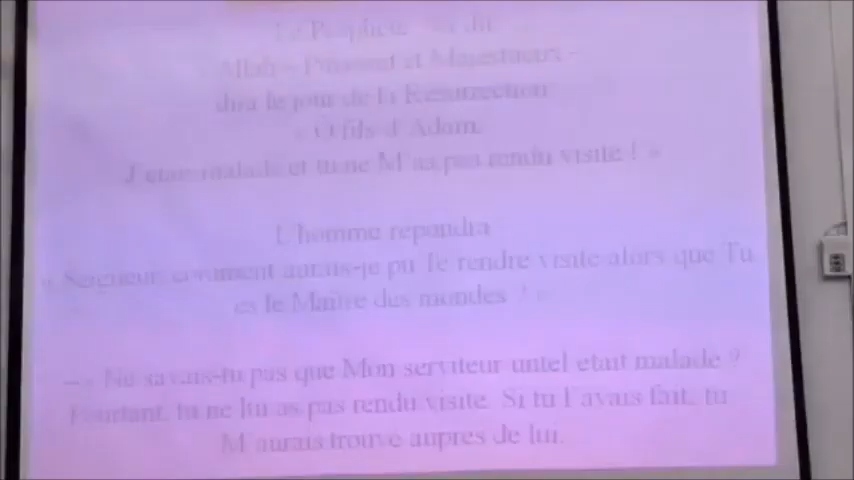 Le Prophète a dit
Allah – Puissant et Majestueux –
dira le jour de la Résurrection
« O fils d'Adam,
J'étais malade et tu ne M'as pas rendu visite ! »
L'homme répondra
« Seigneur, comment aurais-je pu Te rendre visite alors que Tu
es le Maître des mondes ? »
– « Ne savais-tu pas que Mon serviteur untel était malade ?
Pourtant, tu ne lui as pas rendu visite. Si tu l'avais fait, tu
M'aurais trouvé auprès de lui.